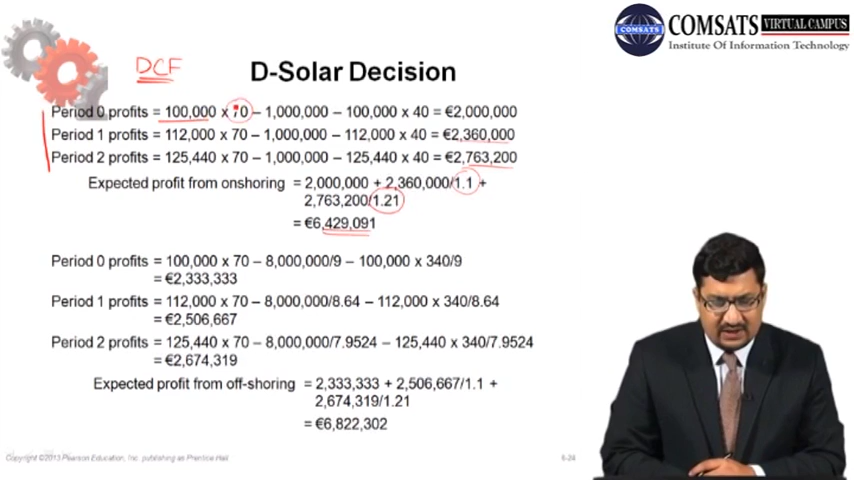 COMSATS VIRTUAL CAMPUS
Institute Of Information Technology
DCF
D-Solar Decision
Period 0 profits = 100,000 x 70 – 1,000,000 – 100,000 x 40 = €2,000,000
Period 1 profits = 112,000 x 70 – 1,000,000 – 112,000 x 40 = €2,360,000
Period 2 profits = 125,440 x 70 – 1,000,000 – 125,440 x 40 = €2,763,200
Expected profit from onshoring = 2,000,000 + 2,360,000/1.1 +
2,763,200/1.21
= €6,429,091
Period 0 profits = 100,000 x 70 – 8,000,000/9 – 100,000 x 340/9
= €2,333,333
Period 1 profits = 112,000 x 70 – 8,000,000/8.64 – 112,000 x 340/8.64
= €2,506,667
Period 2 profits = 125,440 x 70 – 8,000,000/7.9524 – 125,440 x 340/7.9524
= €2,674,319
Expected profit from off-shoring = 2,333,333 + 2,506,667/1.1 +
2,674,319/1.21
= €6,822,302
Copyright ©2013 Pearson Education, Inc. publishing as Prentice Hall
6-24